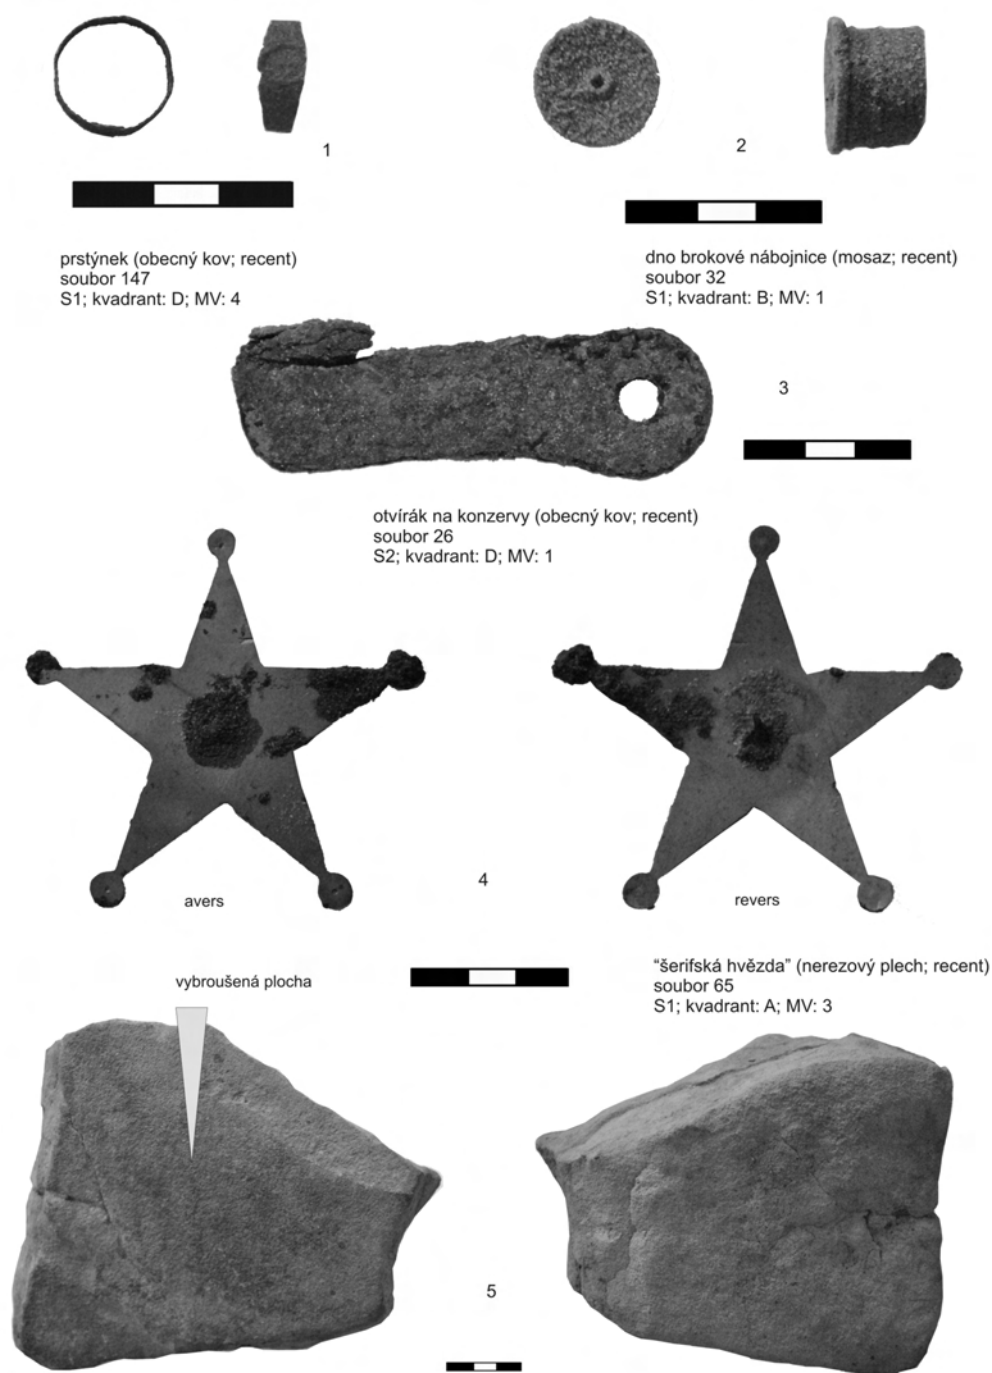 1
2
prstýnek (obecný kov; recent)
soubor 147
S1; kvadrant: D; MV: 4
dno brokové nábojnice (mosaz; recent)
soubor 32
S1; kvadrant: B; MV: 1
3
otvírák na konzervy (obecný kov; recent)
soubor 26
S2; kvadrant: D; MV: 1
4
avers
revers
“šerifská hvězda” (nerezový plech; recent)
soubor 65
S1; kvadrant: A; MV: 3
vybroušená plocha
5